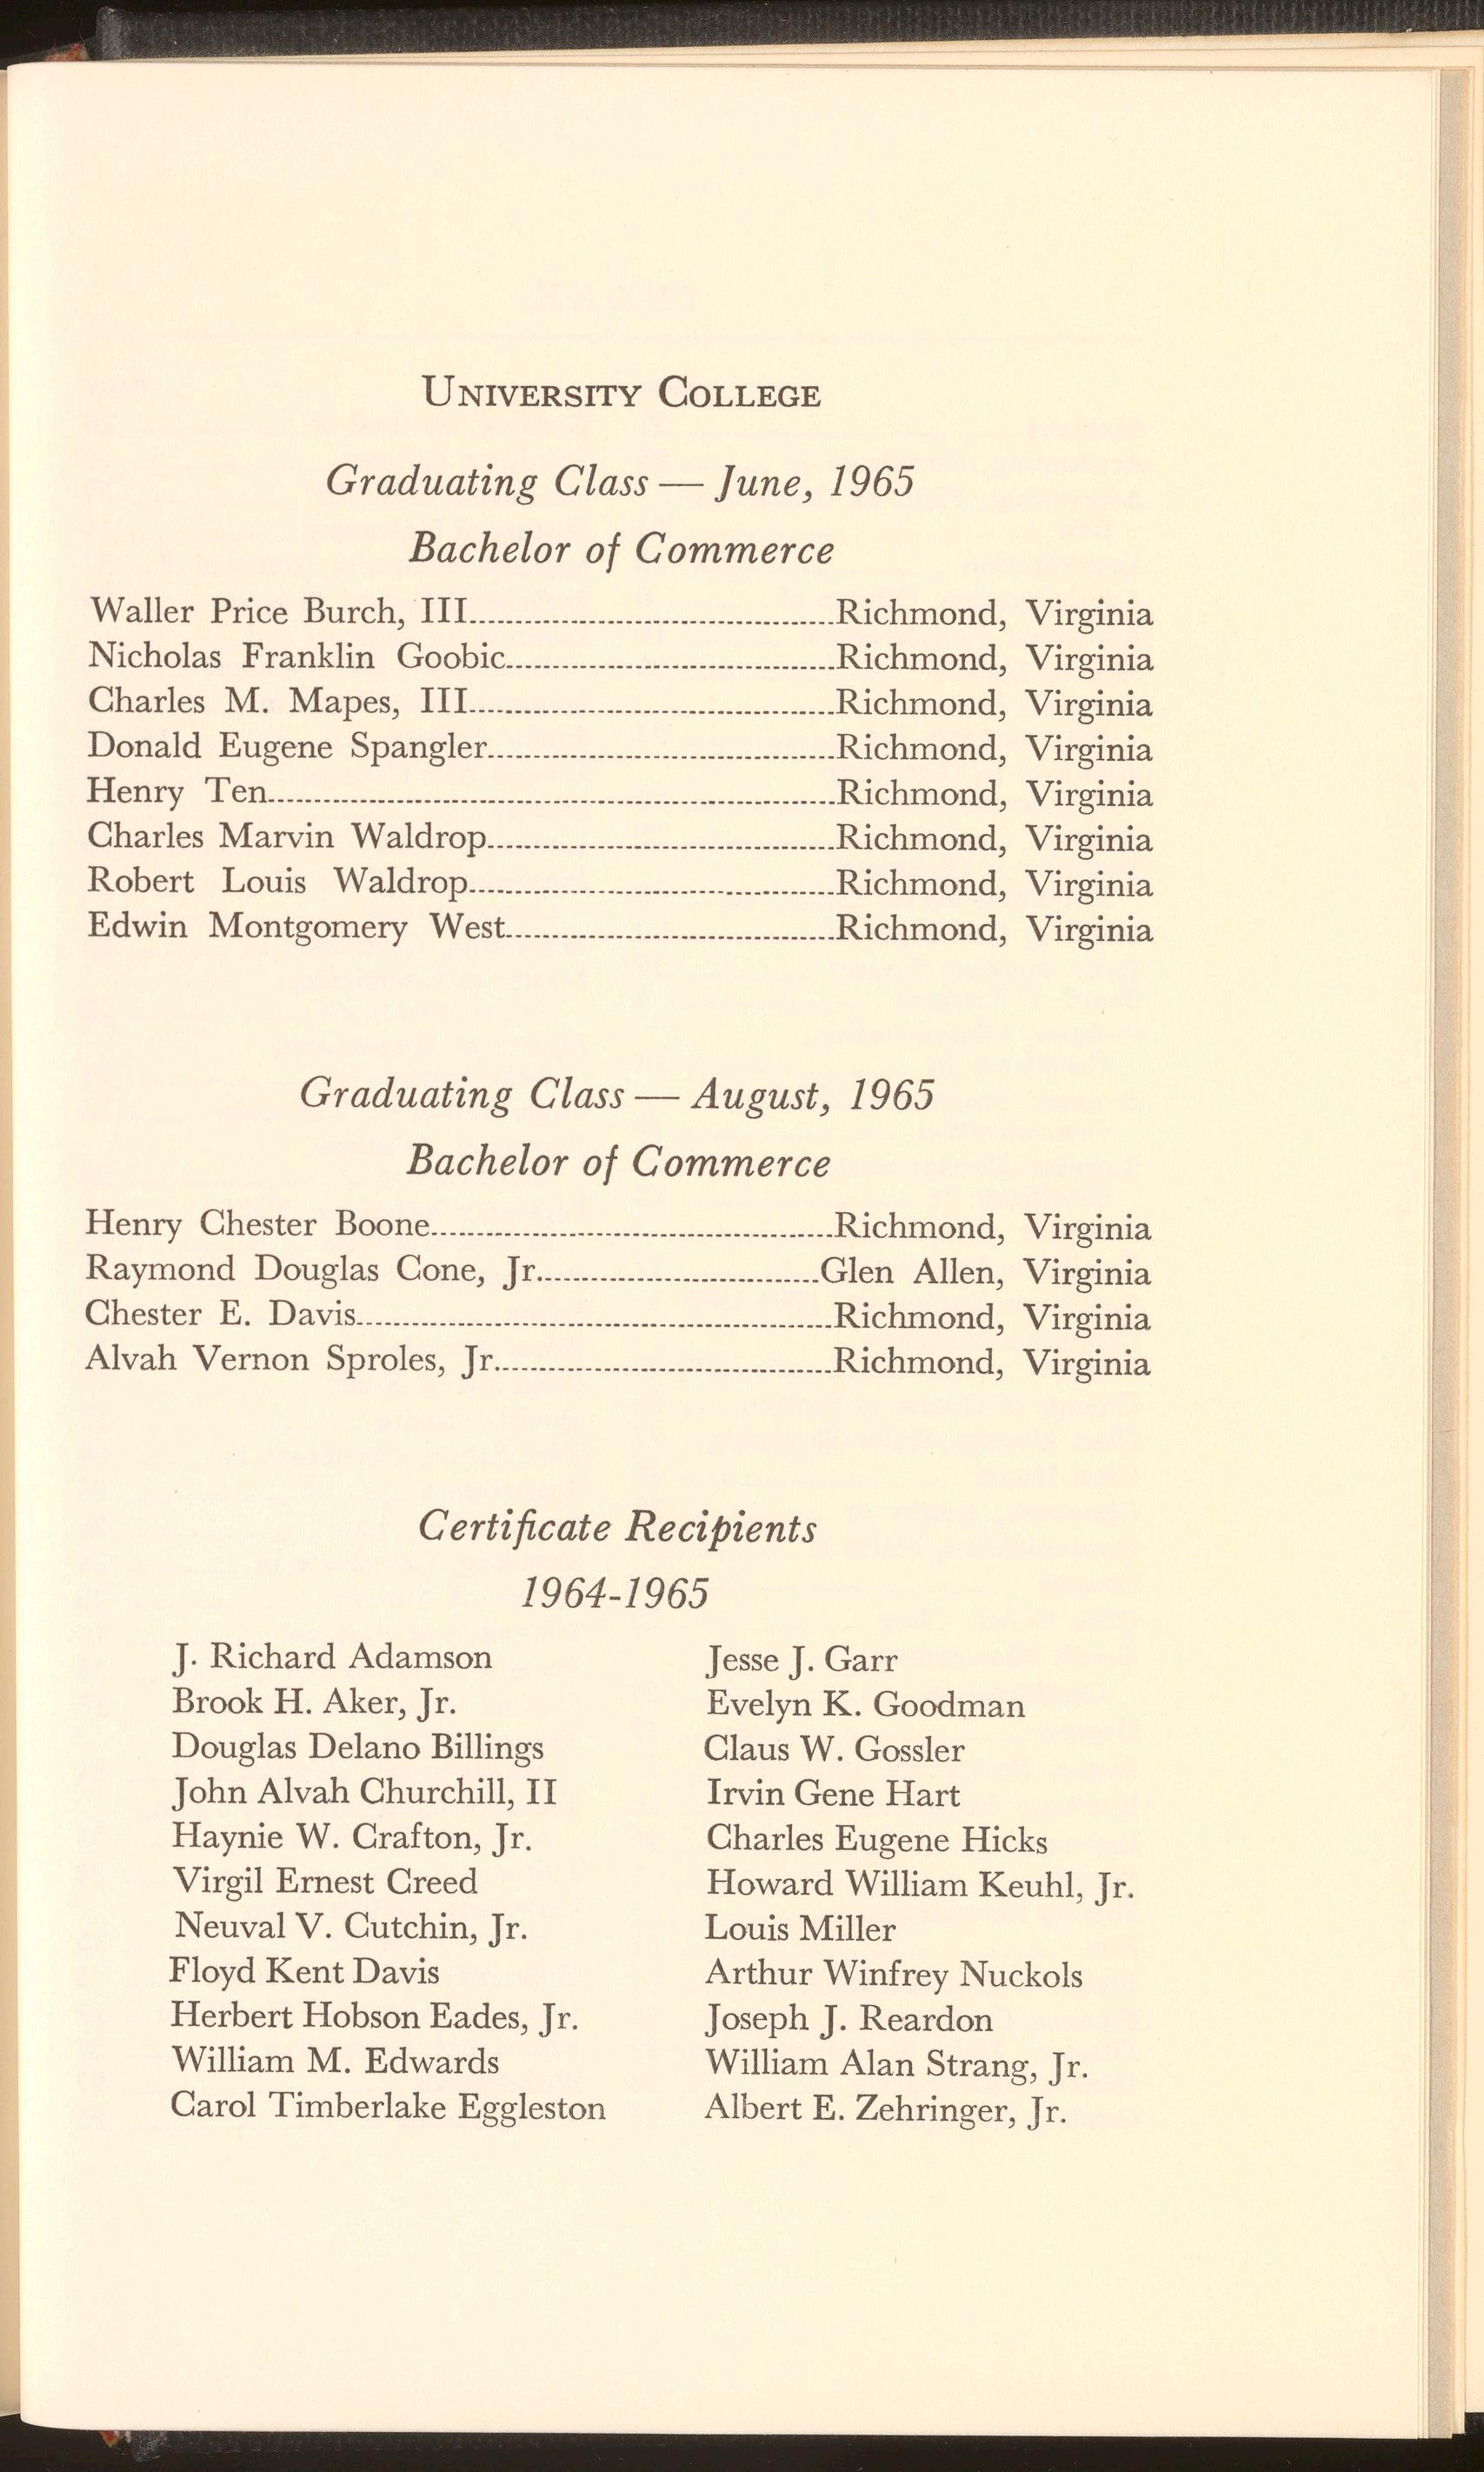 UNIVERSITY COLLEGE
Graduating Class — June, 1965
Bachelor of Commerce
Waller Price Burch, III Richmond, Virginia
Nicholas Franklin Goobic Richmond, Virginia
Charles M. Mapes, III Richmond, Virginia
Donald Eugene Spangler Richmond, Virginia
Henry Ten Richmond, Virginia
Charles Marvin Waldrop Richmond, Virginia
Robert Louis Waldrop Richmond, Virginia
Edwin Montgomery West Richmond, Virginia
Graduating Class — August, 1965
Bachelor of Commerce
Henry Chester Boone Richmond, Virginia
Raymond Douglas Cone, Jr. Glen Allen, Virginia
Chester E. Davis Richmond, Virginia
Alvah Vernon Sproles, Jr. Richmond, Virginia
Certificate Recipients
1964-1965
J. Richard Adamson
Brook H. Aker, Jr.
Douglas Delano Billings
John Alvah Churchill, II
Haynie W. Crafton, Jr.
Virgil Ernest Creed
Neuval V. Cutchin, Jr.
Floyd Kent Davis
Herbert Hobson Eades, Jr.
William M. Edwards
Carol Timberlake Eggleston
Jesse J. Garr
Evelyn K. Goodman
Claus W. Gossler
Irvin Gene Hart
Charles Eugene Hicks
Howard William Keuhl, Jr.
Louis Miller
Arthur Winfrey Nuckols
Joseph J. Reardon
William Alan Strang, Jr.
Albert E. Zehringer, Jr.